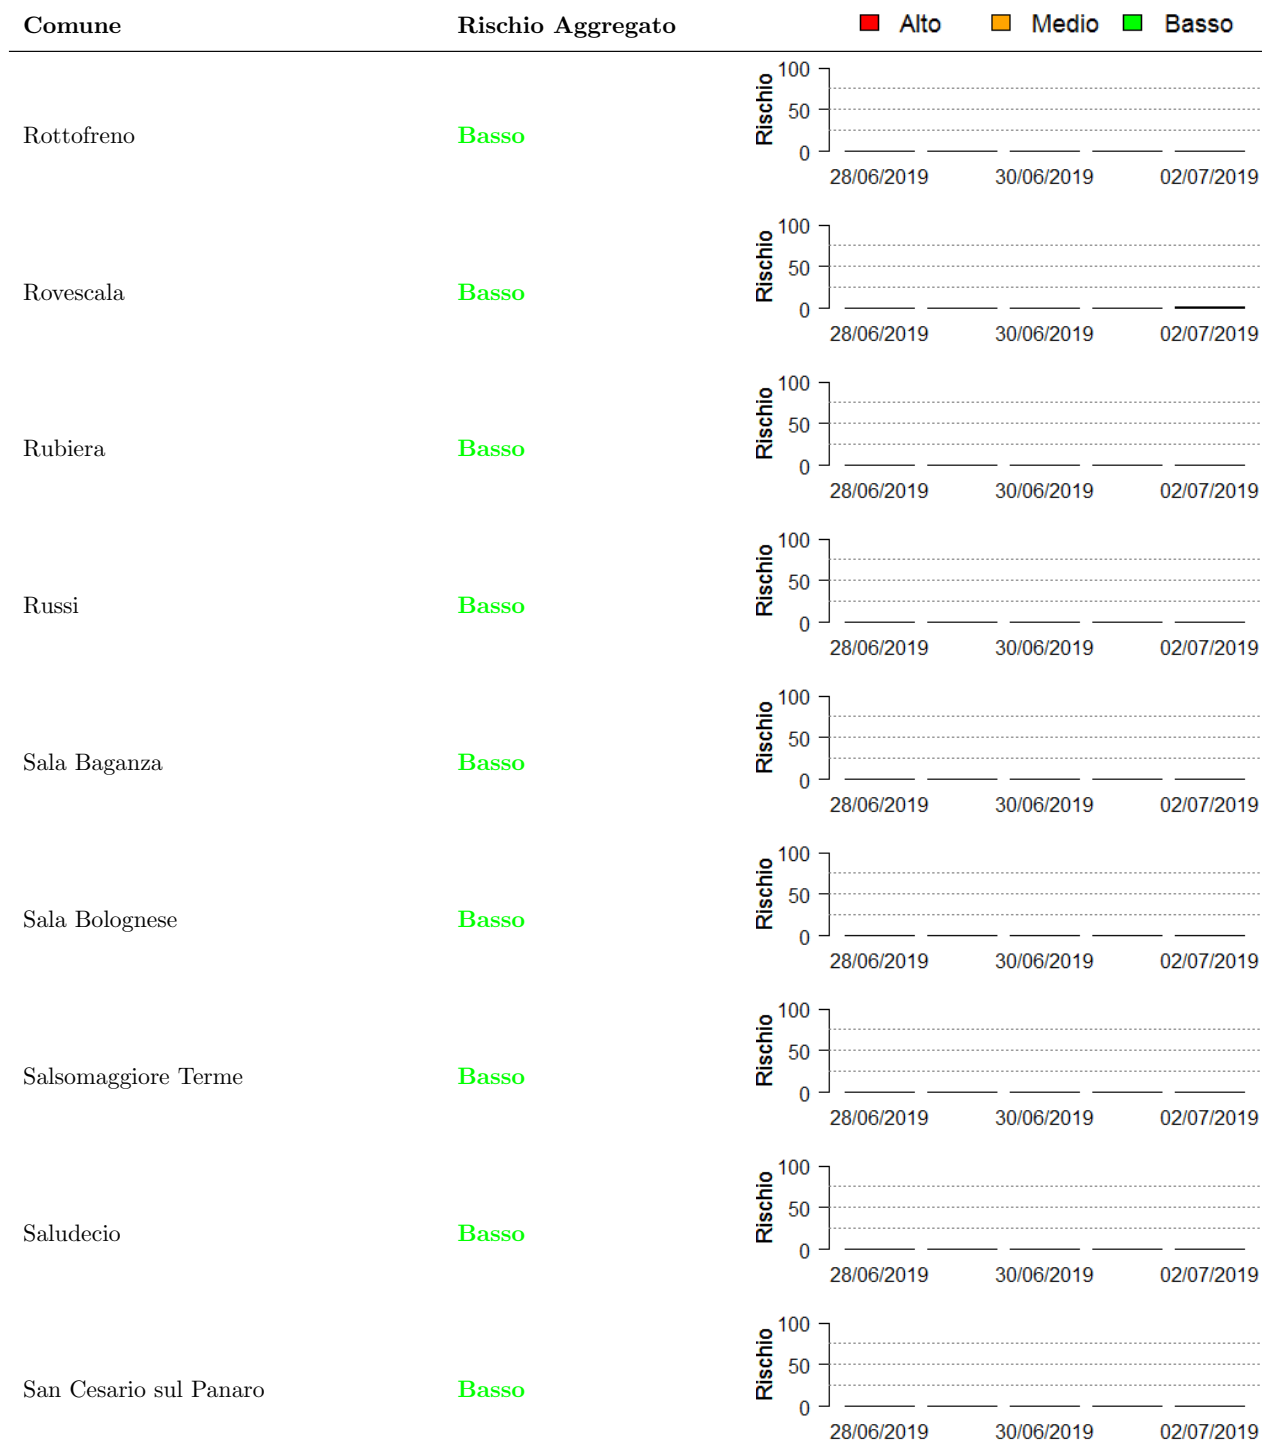 Comune Rischio Aggregato Alto Medio Basso
Rottofreno Basso
Rischio
100
50
0
28/06/2019 30/06/2019 02/07/2019
Rovescala Basso
Rischio
100
50
0
28/06/2019 30/06/2019 02/07/2019
Rubiera Basso
Rischio
100
50
0
28/06/2019 30/06/2019 02/07/2019
Russi Basso
Rischio
100
50
0
28/06/2019 30/06/2019 02/07/2019
Sala Baganza Basso
Rischio
100
50
0
28/06/2019 30/06/2019 02/07/2019
Sala Bolognese Basso
Rischio
100
50
0
28/06/2019 30/06/2019 02/07/2019
Salsomaggiore Terme Basso
Rischio
100
50
0
28/06/2019 30/06/2019 02/07/2019
Saludecio Basso
Rischio
100
50
0
28/06/2019 30/06/2019 02/07/2019
San Cesario sul Panaro Basso
Rischio
100
50
0
28/06/2019 30/06/2019 02/07/2019